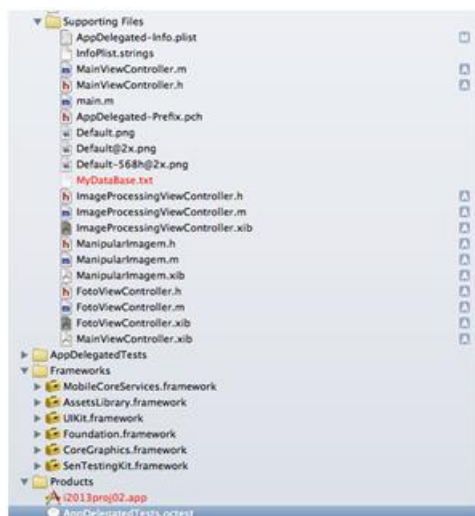 Supporting Files
AppDelegated-Info.plist
InfoPlist.strings
MainViewController.m
MainViewController.h
main.m
AppDelegated-Prefix.pch
Default.png
Default@2x.png
Default-568h@2x.png
MyDataBase.txt
ImageProcessingViewController.h
ImageProcessingViewController.m
ImageProcessingViewController.xib
ManipularImagem.h
ManipularImagem.m
ManipularImagem.xib
FotoViewController.h
FotoViewController.m
FotoViewController.xib
MainViewController.xib
AppDelegatedTests
Frameworks
MobileCoreServices.framework
AssetsLibrary.framework
UIKit.framework
Foundation.framework
CoreGraphics.framework
SenTestingKit.framework
Products
i2013proj02.app
AppDelegatedTests.octest